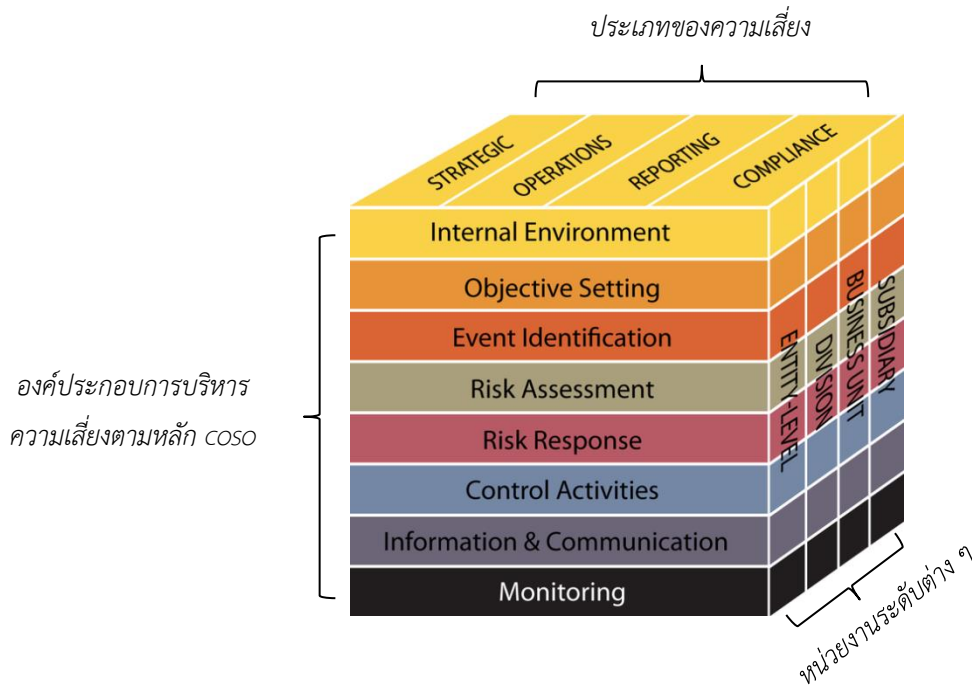 ประเภทของความเสี่ยง
STRATEGIC
OPERATIONS
REPORTING
COMPLIANCE
Internal Environment
Objective Setting
Event Identification
Risk Assessment
Risk Response
Control Activities
Information & Communication
Monitoring
ENTITY-LEVEL
DIVISION
BUSINESS UNIT
SUBSIDIARY
องค์ประกอบการบริหาร
ความเสี่ยงตามหลัก COSO
หน่วยงานระดับต่าง ๆ